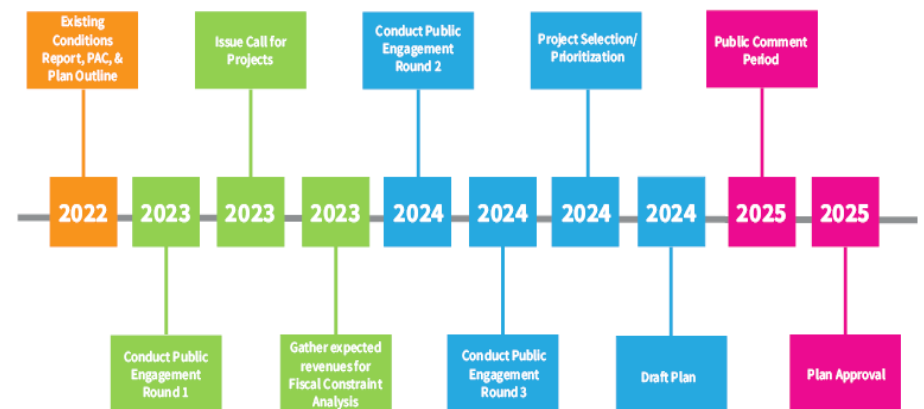 Existing
Conditions
Report, PAC, &
Plan Outline
Issue Call for
Projects
Conduct Public
Engagement
Round 2
Project Selection/
Prioritization
Public Comment
Period
2022
2023
2023
2023
2024
2024
2024
2024
2025
2025
Conduct Public
Engagement
Round 1
Gather expected
revenues for
Fiscal Constraint
Analysis
Conduct Public
Engagement
Round 3
Draft Plan
Plan Approval